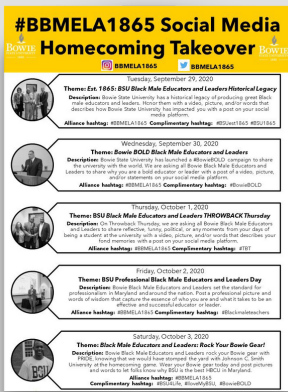 #BBMELA1865 Social Media
Homecoming Takeover
BOWIE
BOWIE
BBMELA1865
BBMELA1865
Tuesday, September 29, 2020
Theme: Est. 1865: BSU Black Male Educators and Leaders Historical Legacy
Description: Bowie State University has a historical legacy of producing great Black
male educators and leaders. Honor them with a video, picture, and/or words that
describes how Bowie State University has impacted you with a post on your social
media platform.
Alliance hashtag: #BBMELA1865 Complimentary hashtag: #BSUest1865 #BSU1865
Wednesday, September 30, 2020
Theme: Bowie BOLD Black Male Educators and Leaders
Description: Bowie State University has launched a #BowieBOLD campaign to share
the university with the world. We are asking all Bowie Black Male Educators and
Leaders to share why you are a bold educator or leader with a post of a video, picture,
and/or statements on your social media platform.
Alliance hashtag: #BBMELA1865 Complimentary hashtag: #BowieBOLD
Thursday, October 1, 2020
Theme: BSU Black Male Educators and Leaders THROWBACK Thursday
Description: On Throwback Thursday, we are asking all Bowie Black Male Educators
and Leaders to share reflective, funny, political, or any moments from your days of
being a student at the university with a video, picture, and/or words that describes your
fond memories with a post on your social media platform.
Alliance hashtag: #BBMELA1865 Complimentary hashtag: #TBT
Friday, October 2, 2020
Theme: BSU Professional Black Male Educators and Leaders Day
Description: Bowie Black Male Educators and Leaders set the standard for
professionalism in Maryland and around the nation. Post a professional picture and
words of wisdom that capture the essence of who you are and what it takes to be an
effective and successful educator or leader.
Alliance hashtag: #BBMELA1865 Complimentary hashtag: #Blackmaleteachers
Saturday, October 3, 2020
Theme: Black Male Educators and Leaders: Rock Your Bowie Gear!
Description: Bowie Black Male Educators and Leaders rock your Bowie gear with
PRIDE, knowing that we would have stomped the yard with Johnson C. Smith
University at the homecoming game. Wear your Bowie gear today and post pictures
and words to let folks know why BSU is the best HBCU in Maryland.
Alliance hashtag: #BBMELA1865
Complimentary hashtag: #BSU4Life, #IloveMyBSU, #BowieBOLD
BSU